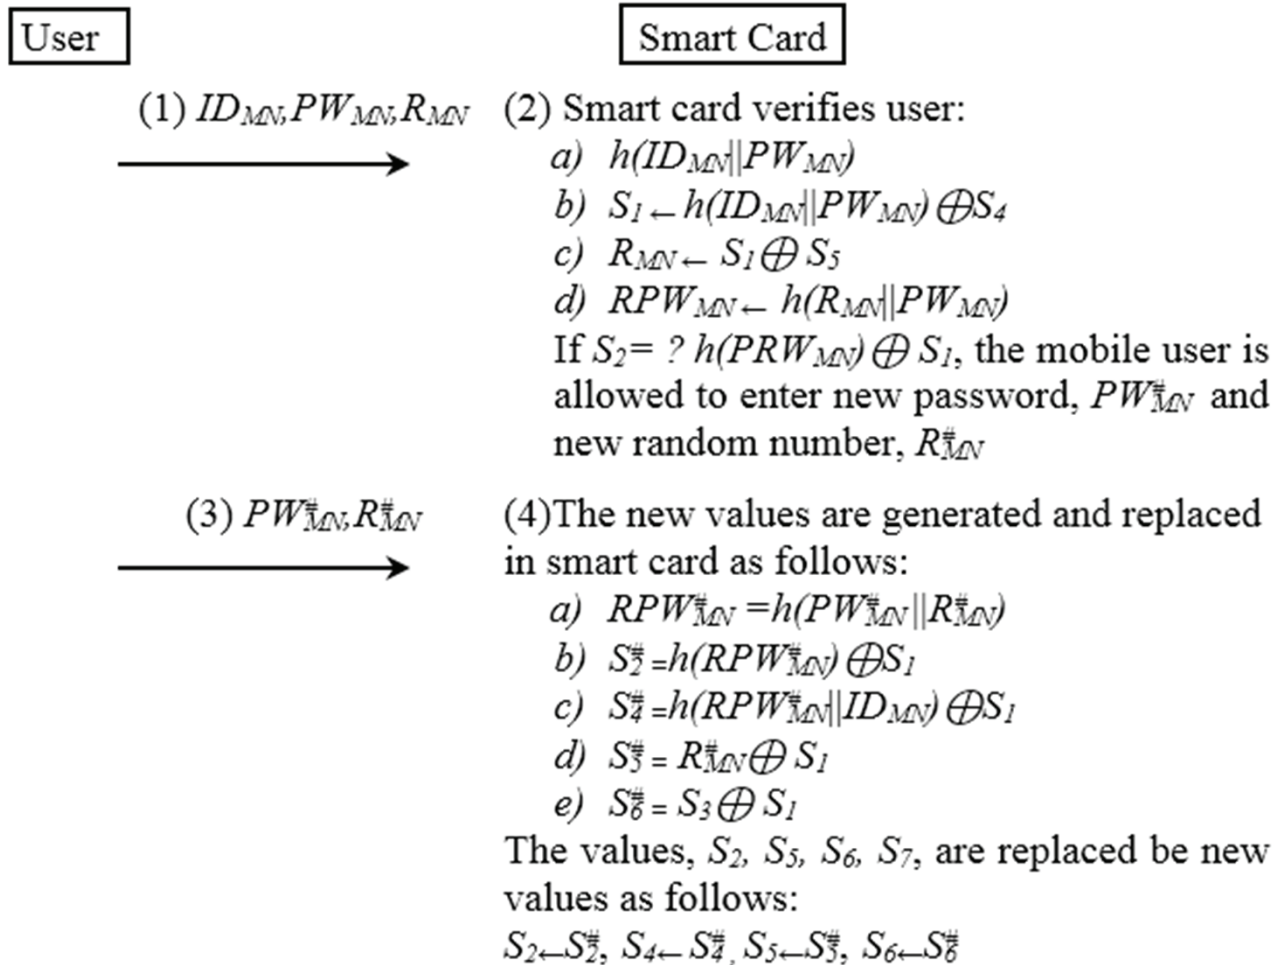 User
Smart Card
(1) ID_MN,PW_MN,R_MN
(2) Smart card verifies user:
a) h(ID_MN||PW_MN)
b) S_1 ← h(ID_MN||PW_MN)⊕S_4
c) R_MN ← S_1⊕S_5
d) RPW_MN ← h(R_MN||PW_MN)
If S_2= ? h(PRW_MN)⊕ S_1, the mobile user is
allowed to enter new password, PW^#_MN and
new random number, R^#_MN
(3) PW^#_MN,R^#_MN
(4)The new values are generated and replaced
in smart card as follows:
a) RPW^#_MN =h(PW^#_MN||R^#_MN)
b) S^#_2 =h(RPW^#_MN)⊕S_1
c) S^#_4 =h(RPW^#_MN||ID_MN)⊕S_1
d) S^#_5 = R^#_MN⊕ S_1
e) S^#_6 = S_3⊕ S_1
The values, S_2, S_5, S_6, S_7, are replaced be new
values as follows:
S_2←S^#_2, S_4← S^#_4, S_5←S^#_5, S_6←S^#_6